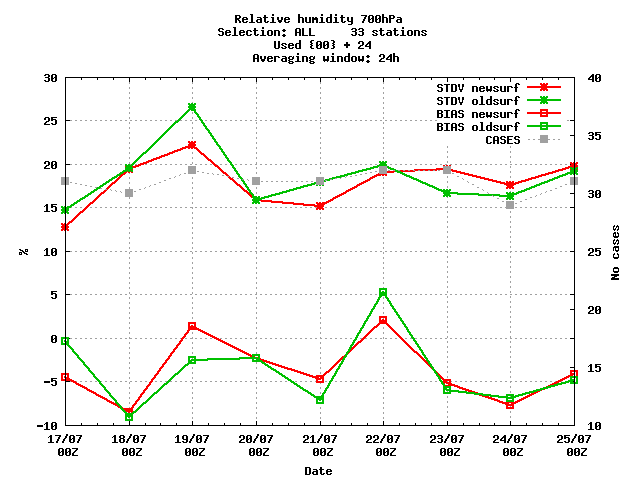 Relative humidity 700hPa
Selection: ALL 33 stations
Used {00} + 24
Averaging window: 24h
STDV newsurf
STDV oldsurf
BIAS newsurf
BIAS oldsurf
CASES
30
25
20
15
10
5
0
-5
-10
%
40
35
30
25
20
15
10
No cases
17/07 18/07 19/07 20/07 21/07 22/07 23/07 24/07 25/07
00Z 00Z 00Z 00Z 00Z 00Z 00Z 00Z 00Z
Date